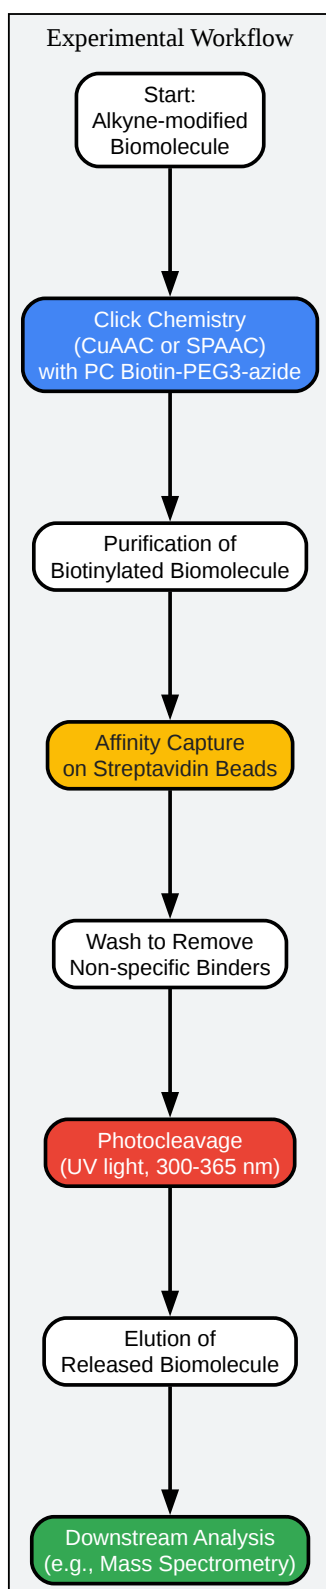 Experimental Workflow
Start:
Alkyne-modified
Biomolecule
Click Chemistry
(CuAAC or SPAAC)
with PC Biotin-PEG3-azide
Purification of
Biotinylated Biomolecule
Affinity Capture
on Streptavidin Beads
Wash to Remove
Non-specific Binders
Photocleavage
(UV light, 300-365 nm)
Elution of
Released Biomolecule
Downstream Analysis
(e.g., Mass Spectrometry)